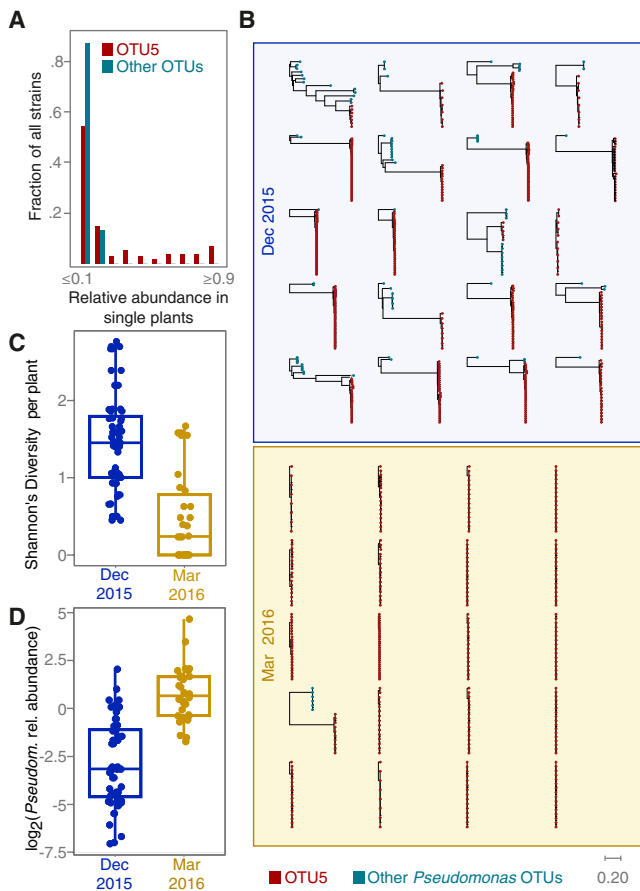 A
OTU5
Other OTUs
Fraction of all strains
.8
.6
.4
.2
≤0.1
≥0.9
Relative abundance in
single plants
B
Dec 2015
Mar 2016
OTU5
Other Pseudomonas OTUs
0.20
C
Shannon's Diversity per plant
2
1
0
Dec
2015
Mar
2016
D
log2(Pseudom. rel. abundance)
5
2.5
0
-2.5
-5
-7.5
Dec
2015
Mar
2016